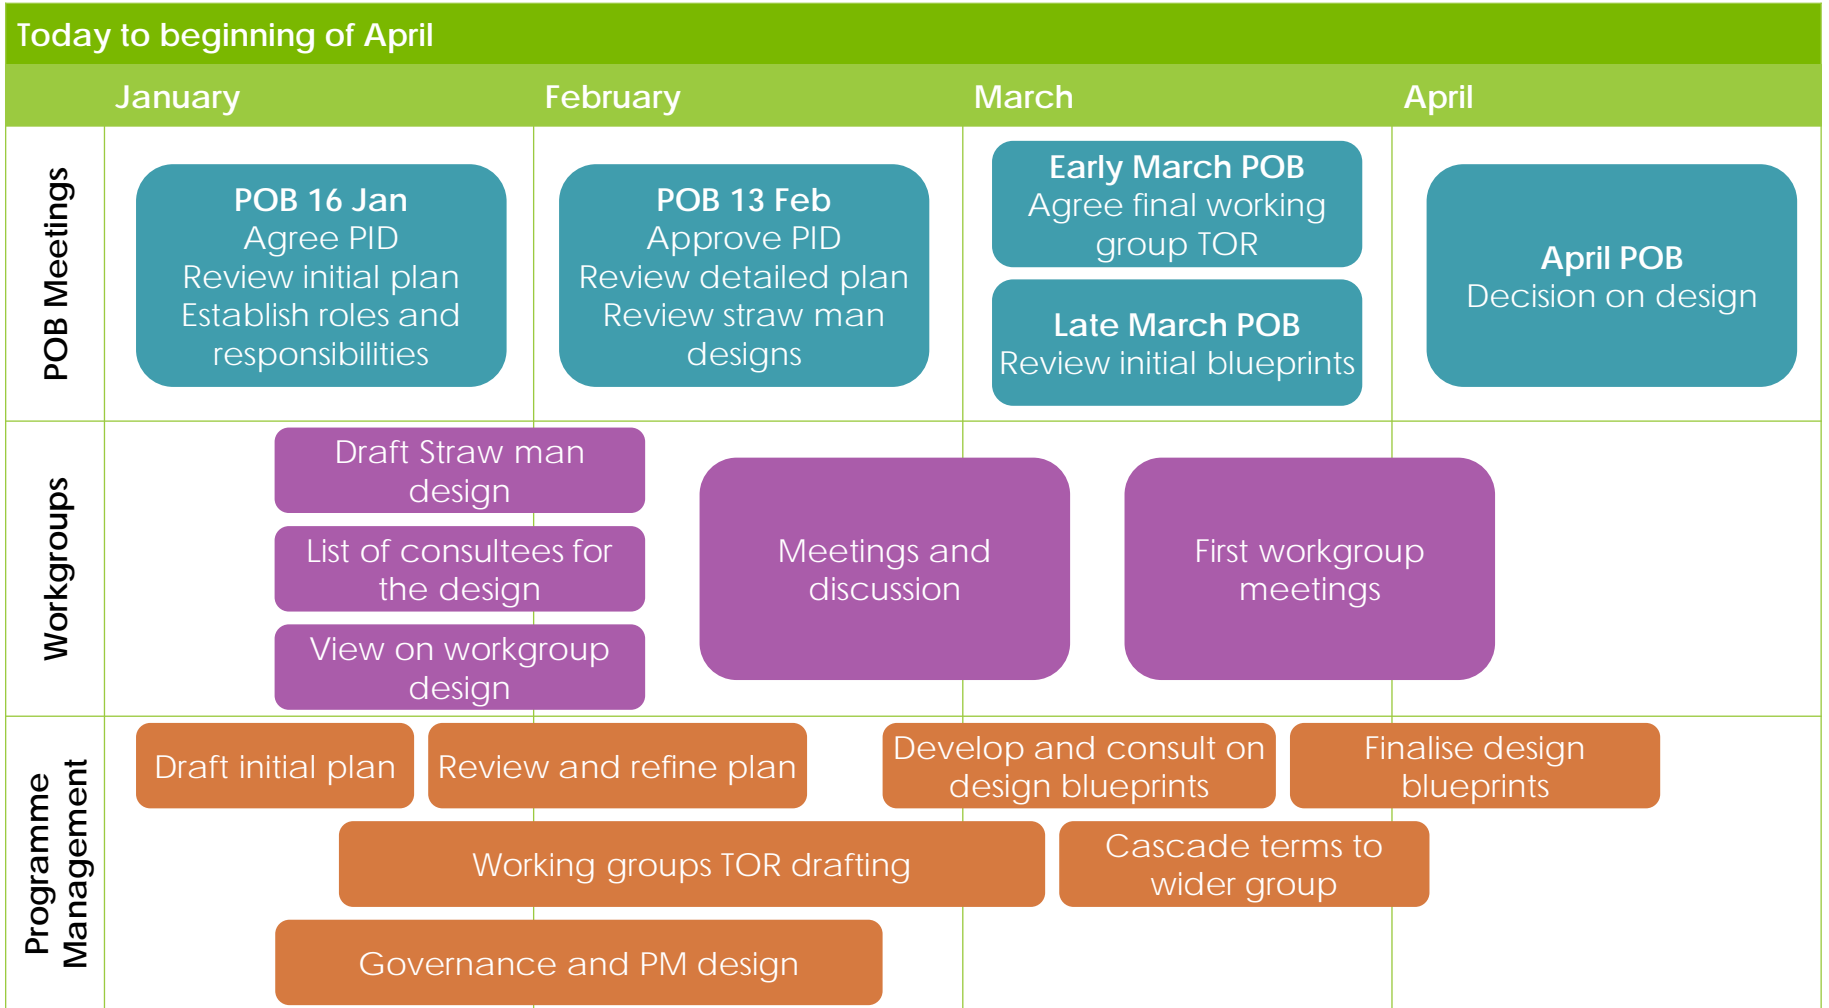 Today to beginning of April
January
February
March
April
POB Meetings
POB 16 Jan
Agree PID
Review initial plan
Establish roles and
responsibilities
POB 13 Feb
Approve PID
Review detailed plan
Review straw man
designs
Early March POB
Agree final working
group TOR
Late March POB
Review initial blueprints
April POB
Decision on design
Workgroups
Draft Straw man
design
List of consultees for
the design
View on workgroup
design
Meetings and
discussion
First workgroup
meetings
Programme
Management
Draft initial plan
Review and refine plan
Develop and consult on
design blueprints
Finalise design
blueprints
Working groups TOR drafting
Cascade terms to
wider group
Governance and PM design